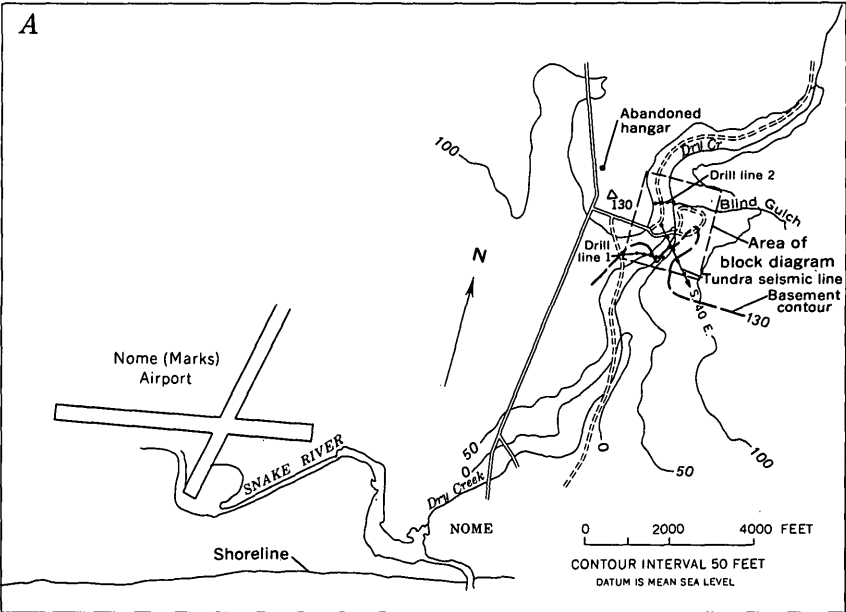 A
Abandoned
hangar
100
Dry Cr
Drill line 2
130
Blind Gulch
Drill
line 1
Area of
block diagram
Tundra seismic line
Basement
contour
S 40 E.
130
N
Nome (Marks)
Airport
50
0
0
100
50
SNAKE RIVER
Dry Creek
NOME
0 2000 4000 FEET
Shoreline
CONTOUR INTERVAL 50 FEET
DATUM IS MEAN SEA LEVEL